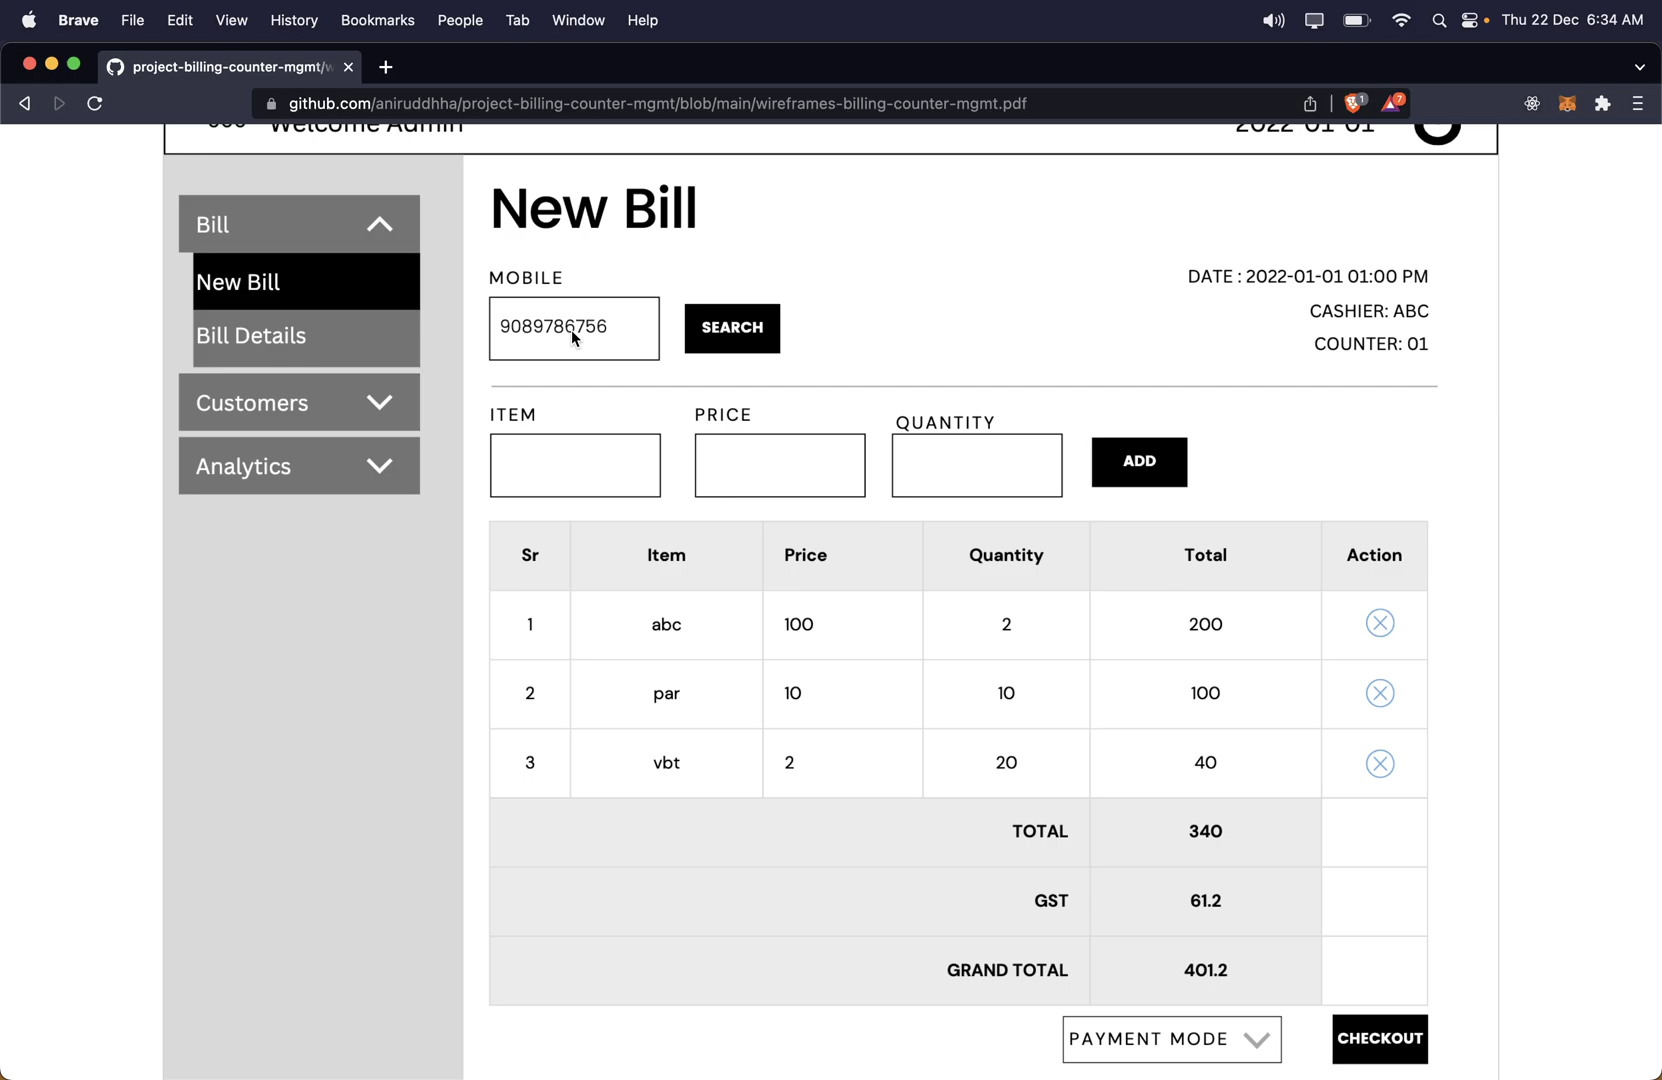 Brave File Edit View History Bookmarks People Tab Window Help Thu 22 Dec 6:34 AM
project-billing-counter-mgmt/w
github.com/aniruddhha/project-billing-counter-mgmt/blob/main/wireframes-billing-counter-mgmt.pdf 1 7
Welcome Admin 2022-01-01
Bill
New Bill
Bill Details
Customers
Analytics
New Bill
MOBILE
9089786756
SEARCH
DATE : 2022-01-01 01:00 PM
CASHIER: ABC
COUNTER: 01
ITEM PRICE QUANTITY
ADD
Sr Item Price Quantity Total Action
1 abc 100 2 200
2 par 10 10 100
3 vbt 2 20 40
TOTAL 340
GST 61.2
GRAND TOTAL 401.2
PAYMENT MODE CHECKOUT